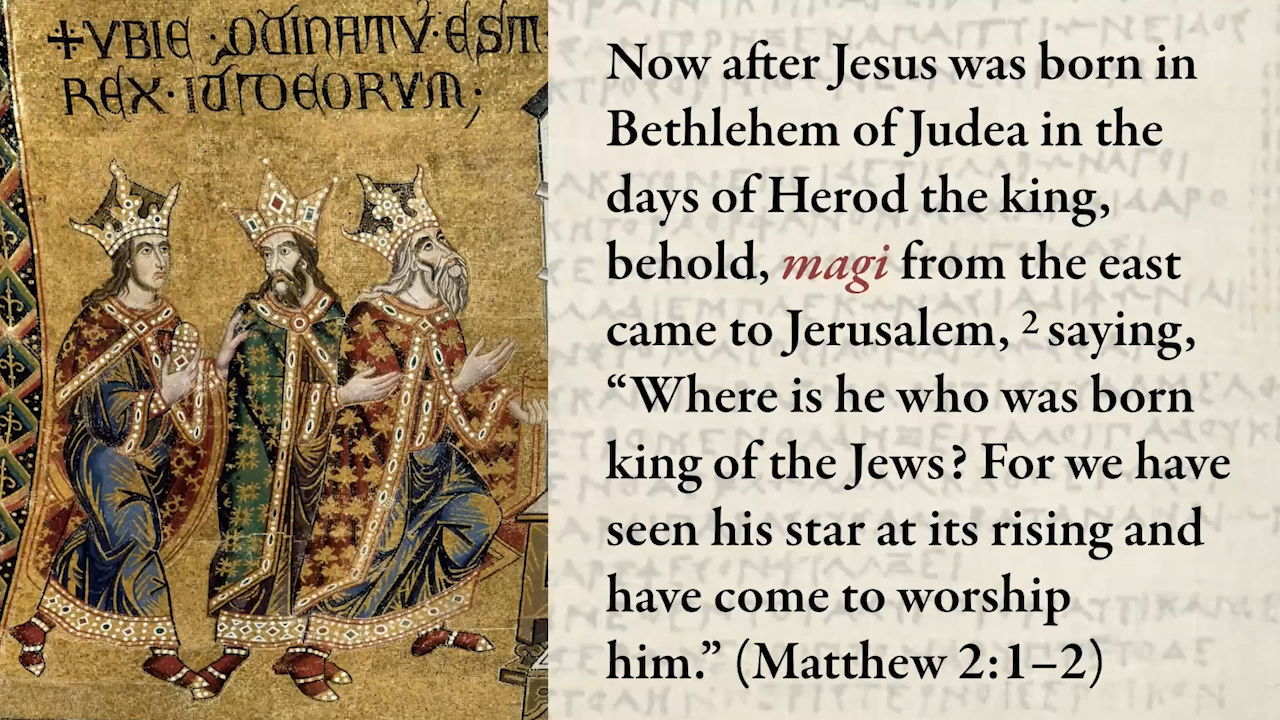 +VBIE·QUINATV·EST
REX·IUDEORVM;
Now after Jesus was born in
Bethlehem of Judea in the
days of Herod the king,
behold, magi from the east
came to Jerusalem, ² saying,
“Where is he who was born
king of the Jews? For we have
seen his star at its rising and
have come to worship
him.” (Matthew 2:1–2)